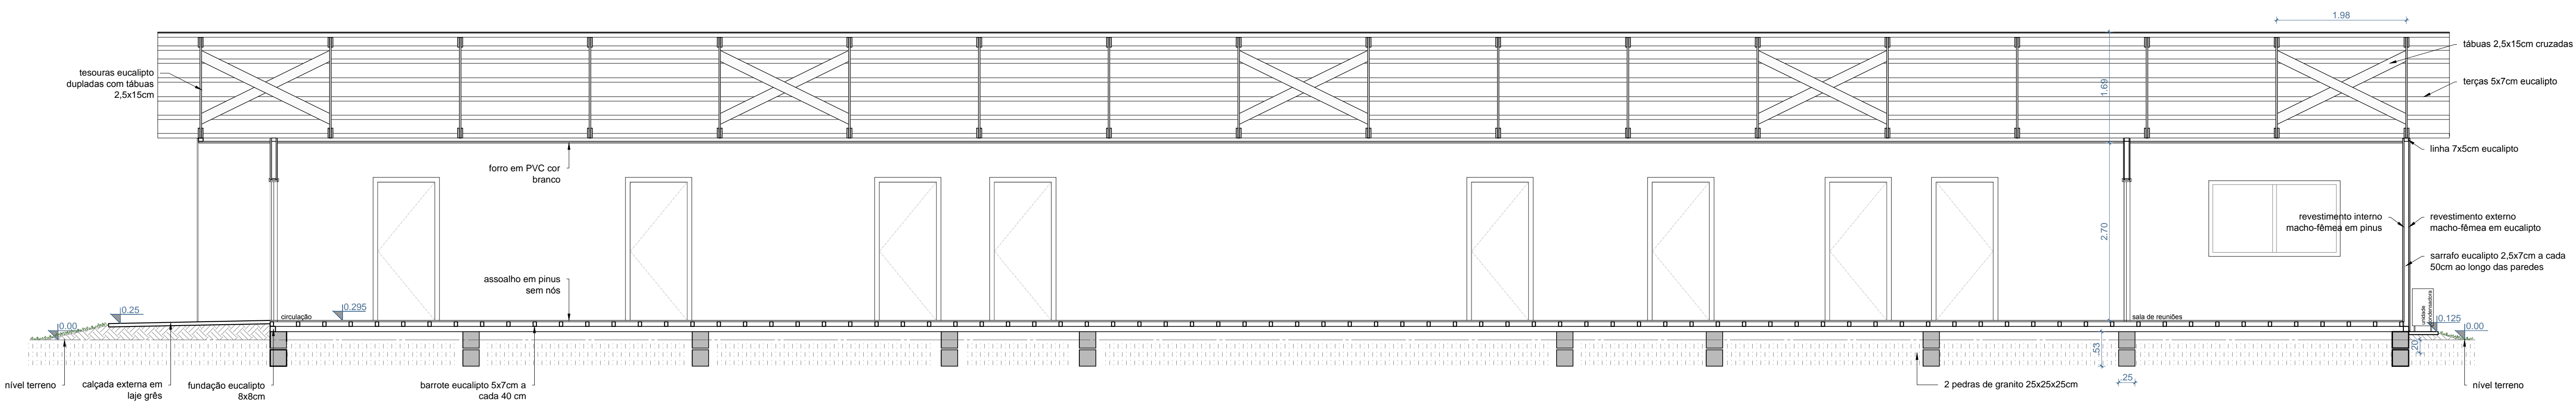 1.98
tábuas 2,5x15cm cruzadas
tesouras eucalipto
dupladas com tábuas
2,5x15cm
terças 5x7cm eucalipto
1.69
linha 7x5cm eucalipto
forro em PVC cor
branco
2.70
revestimento interno
macho-fêmea em pinus
revestimento externo
macho-fêmea em eucalipto
sarrafo eucalipto 2,5x7cm a cada
50cm ao longo das paredes
assoalho em pinus
sem nós
unidade
condensadora
0.00
0.25
circulação
0.295
sala de reuniões
0.125
0.00
.53
.20
.25
nível terreno
calçada externa em
laje grês
fundação eucalipto
8x8cm
barrote eucalipto 5x7cm a
cada 40 cm
2 pedras de granito 25x25x25cm
nível terreno